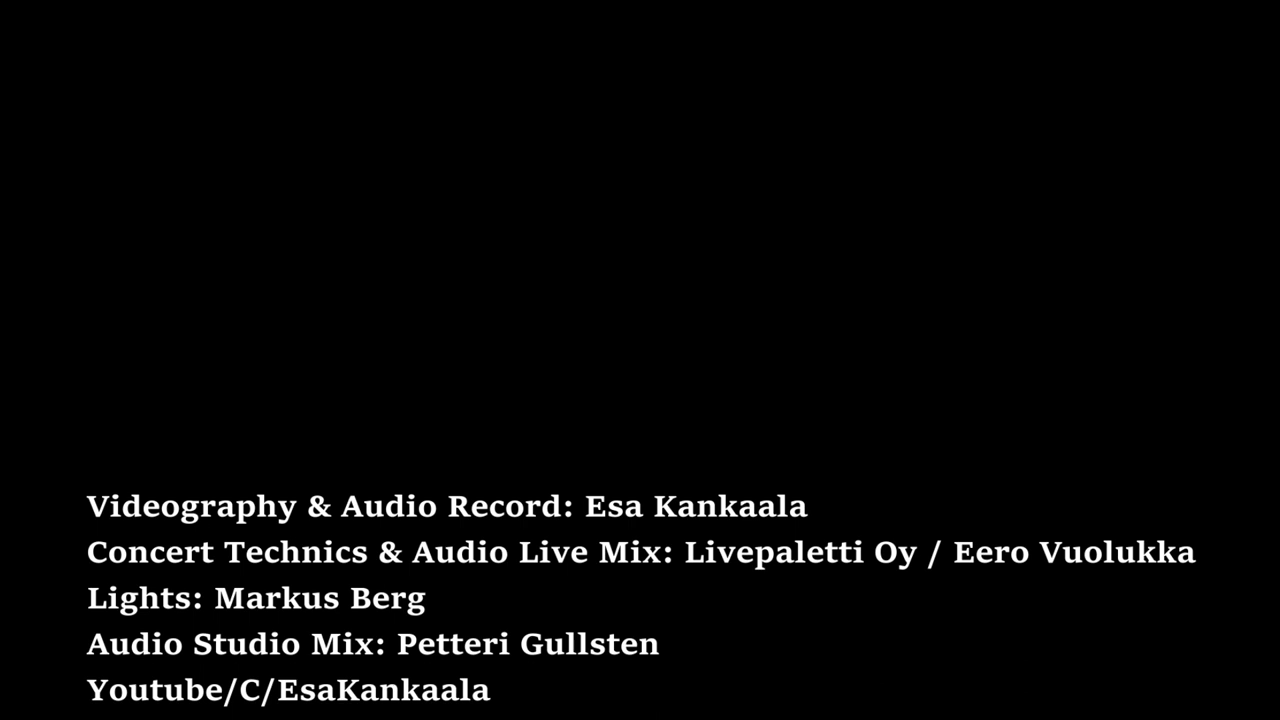 Videography & Audio Record: Esa Kankaala
Concert Technics & Audio Live Mix: Livepaletti Oy / Eero Vuolukka
Lights: Markus Berg
Audio Studio Mix: Petteri Gullsten
Youtube/C/EsaKankaala